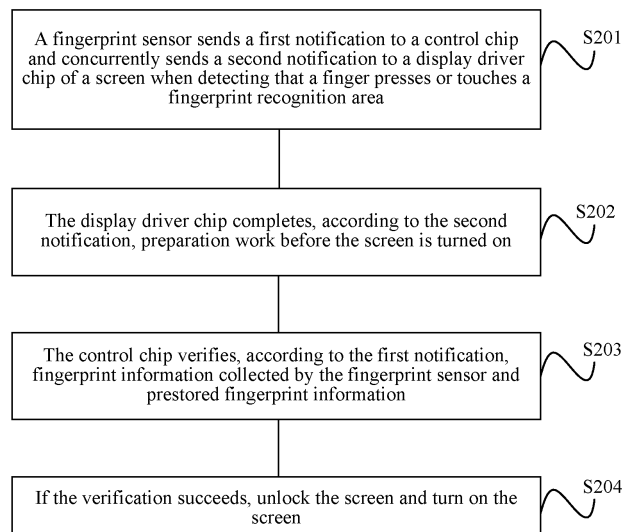 A fingerprint sensor sends a first notification to a control chip
and concurrently sends a second notification to a display driver
chip of a screen when detecting that a finger presses or touches a
fingerprint recognition area
S201
The display driver chip completes, according to the second
notification, preparation work before the screen is turned on
S202
The control chip verifies, according to the first notification,
fingerprint information collected by the fingerprint sensor and
prestored fingerprint information
S203
If the verification succeeds, unlock the screen and turn on the
screen
S204